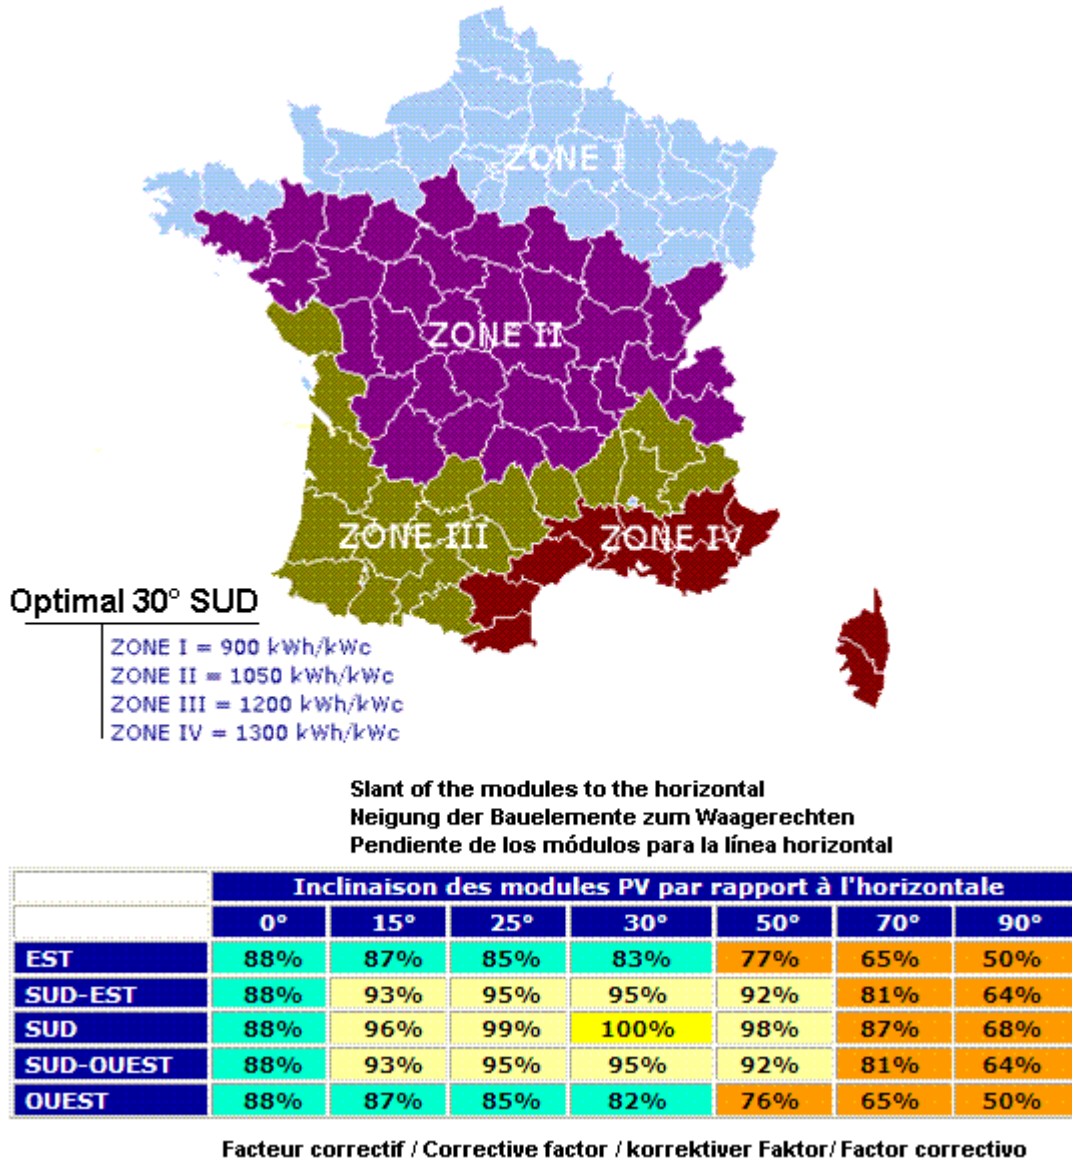 ZONE I
ZONE II
ZONE III
ZONE IV
Optimal 30° SUD
ZONE I = 900 kWh/kWc
ZONE II = 1050 kWh/kWc
ZONE III = 1200 kWh/kWc
ZONE IV = 1300 kWh/kWc
Slant of the modules to the horizontal
Neigung der Bauelemente zum Waagerechten
Pendiente de los módulos para la línea horizontal
Inclinaison des modules PV par rapport à l'horizontale
0° 15° 25° 30° 50° 70° 90°
EST 88% 87% 85% 83% 77% 65% 50%
SUD-EST 88% 93% 95% 95% 92% 81% 64%
SUD 88% 96% 99% 100% 98% 87% 68%
SUD-OUEST 88% 93% 95% 95% 92% 81% 64%
OUEST 88% 87% 85% 82% 76% 65% 50%
Facteur correctif / Corrective factor / korrektiver Faktor/ Factor correctivo